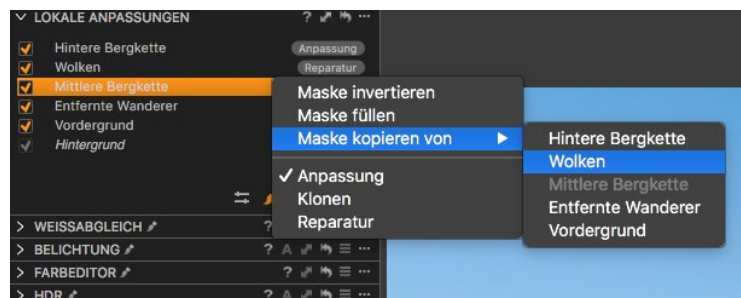 LOKALE ANPASSUNGEN ? ...
Hintere Bergkette Anpassung
Wolken Reparatur
Mittlere Bergkette
Entfernte Wanderer
Vordergrund
Hintergrund
Maske invertieren
Maske füllen
Maske kopieren von
Anpassung
Klonen
Reparatur
Hintere Bergkette
Wolken
Mittlere Bergkette
Entfernte Wanderer
Vordergrund
WEISSABGLEICH ?
BELICHTUNG ? A ...
FARBEDITOR ? ...
HDR ? A ...